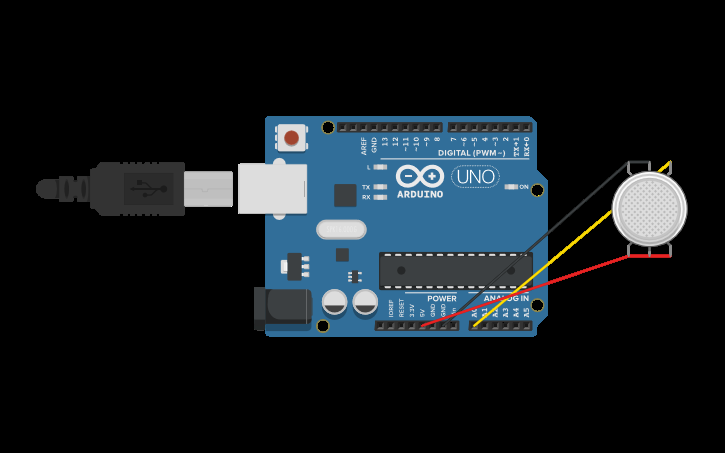 AREF
GND
13
12
~11
~10
~9
8
7
~6
~5
4
~3
2
TX→1
RX←0
DIGITAL (PWM~)
L
TX
RX
UNO
ON
ARDUINO
POWER
ANALOG IN
IOREF
RESET
3.3V
5V
GND
GND
A0
A1
A2
A3
A4
A5